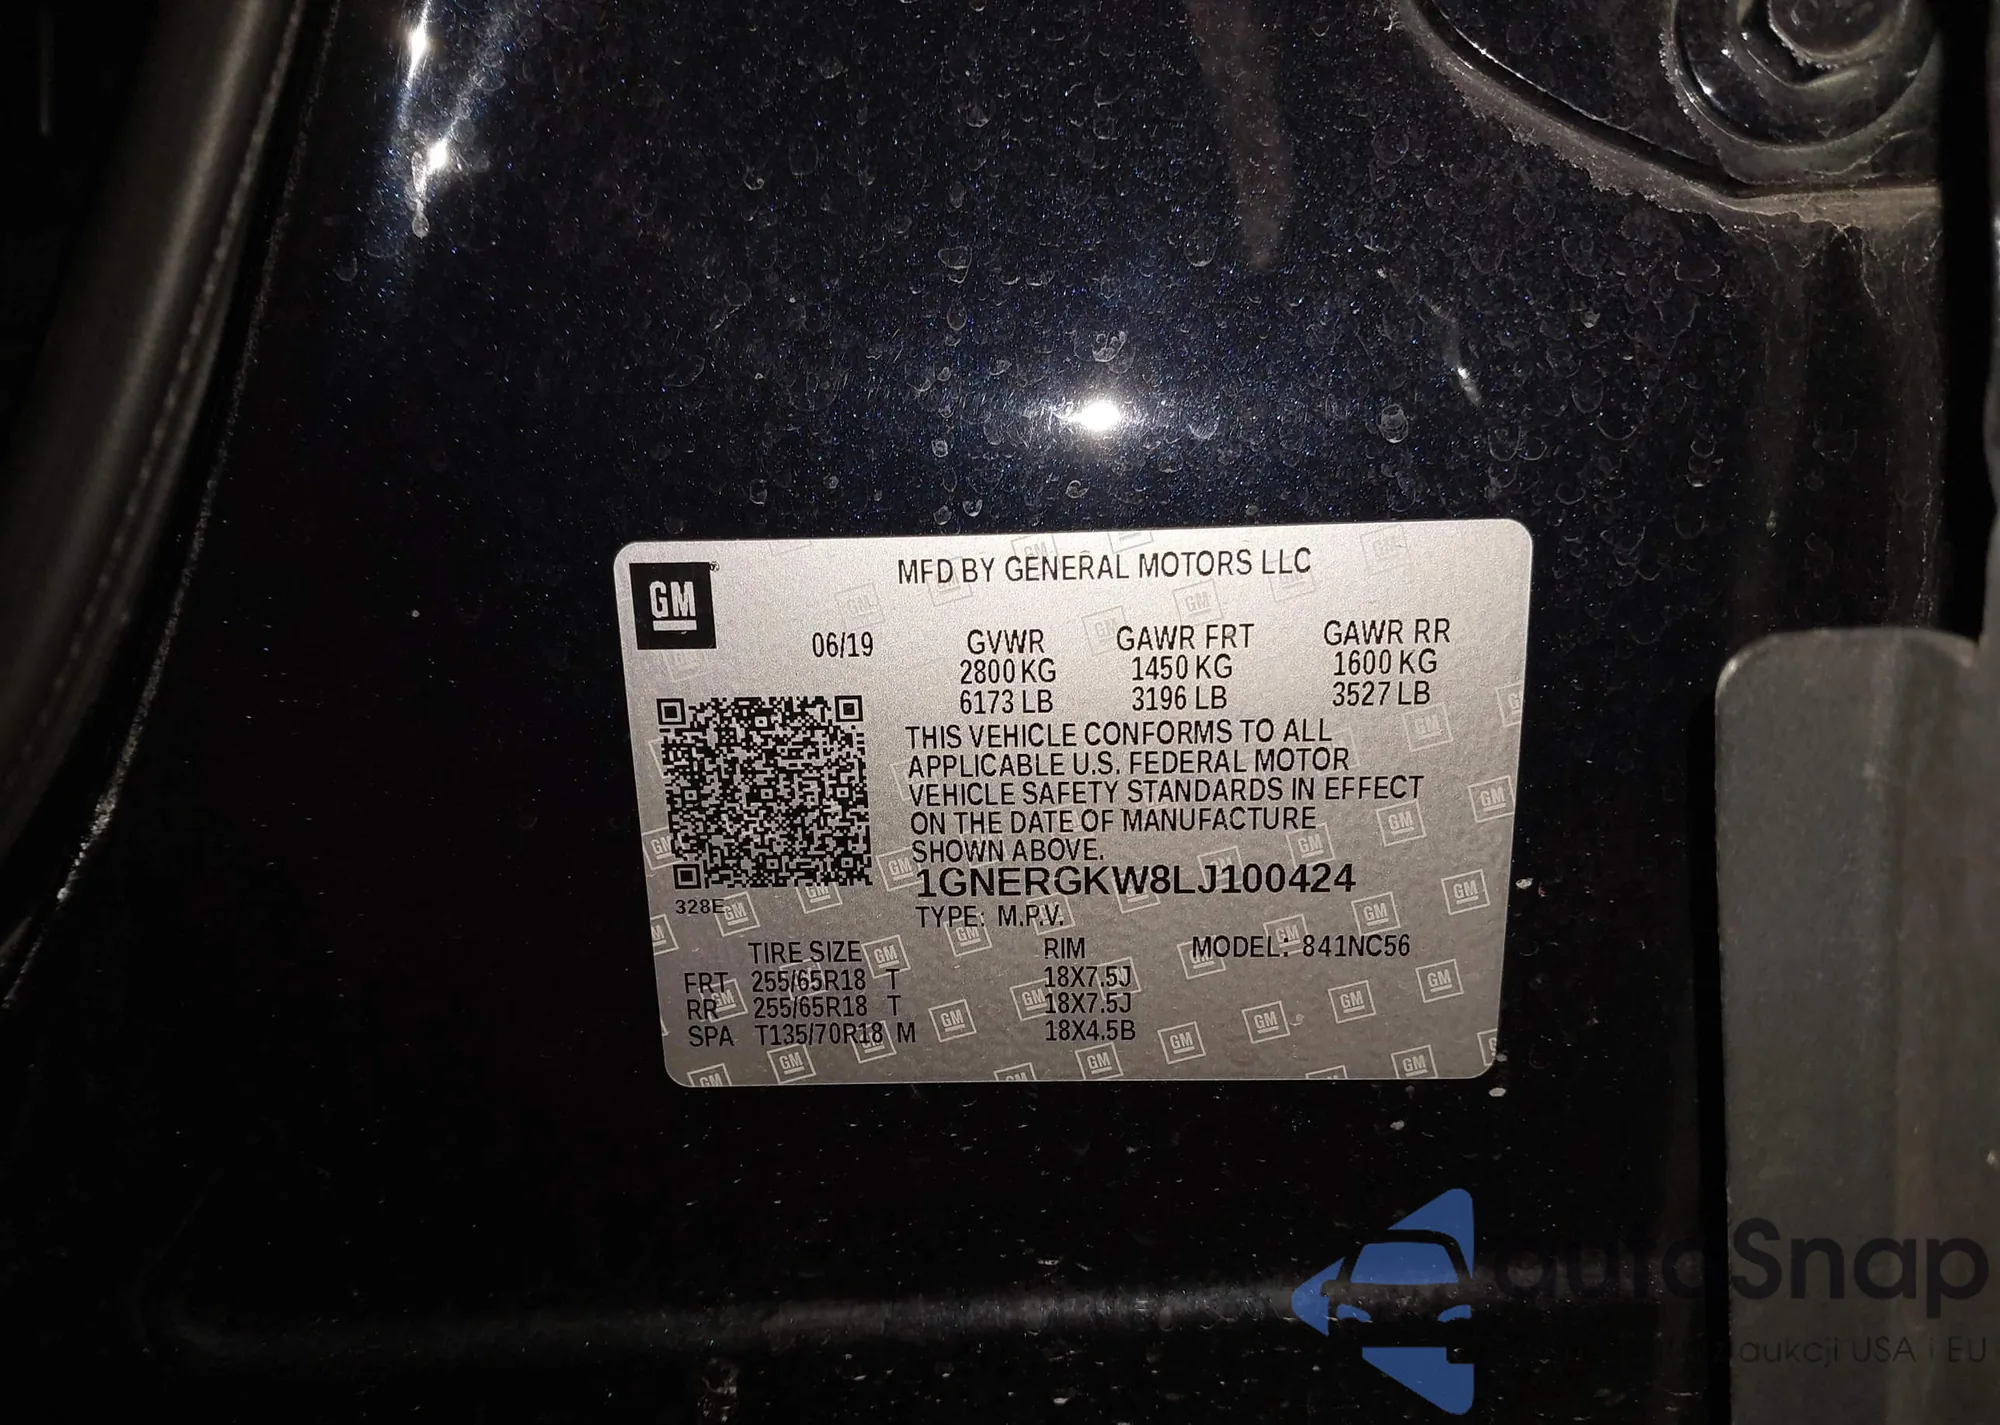 GM
MFD BY GENERAL MOTORS LLC
06/19 GVWR GAWR FRT GAWR RR
2800 KG 1450 KG 1600 KG
6173 LB 3196 LB 3527 LB
THIS VEHICLE CONFORMS TO ALL
APPLICABLE U.S. FEDERAL MOTOR
VEHICLE SAFETY STANDARDS IN EFFECT
ON THE DATE OF MANUFACTURE
SHOWN ABOVE.
1GNERGKW8LJ100424
328E
TYPE: M.P.V.
TIRE SIZE RIM MODEL: 841NC56
FRT 255/65R18 T 18X7.5J
RR 255/65R18 T 18X7.5J
SPA T135/70R18 M 18X4.5B
autoSnap
aukcji USA i EU